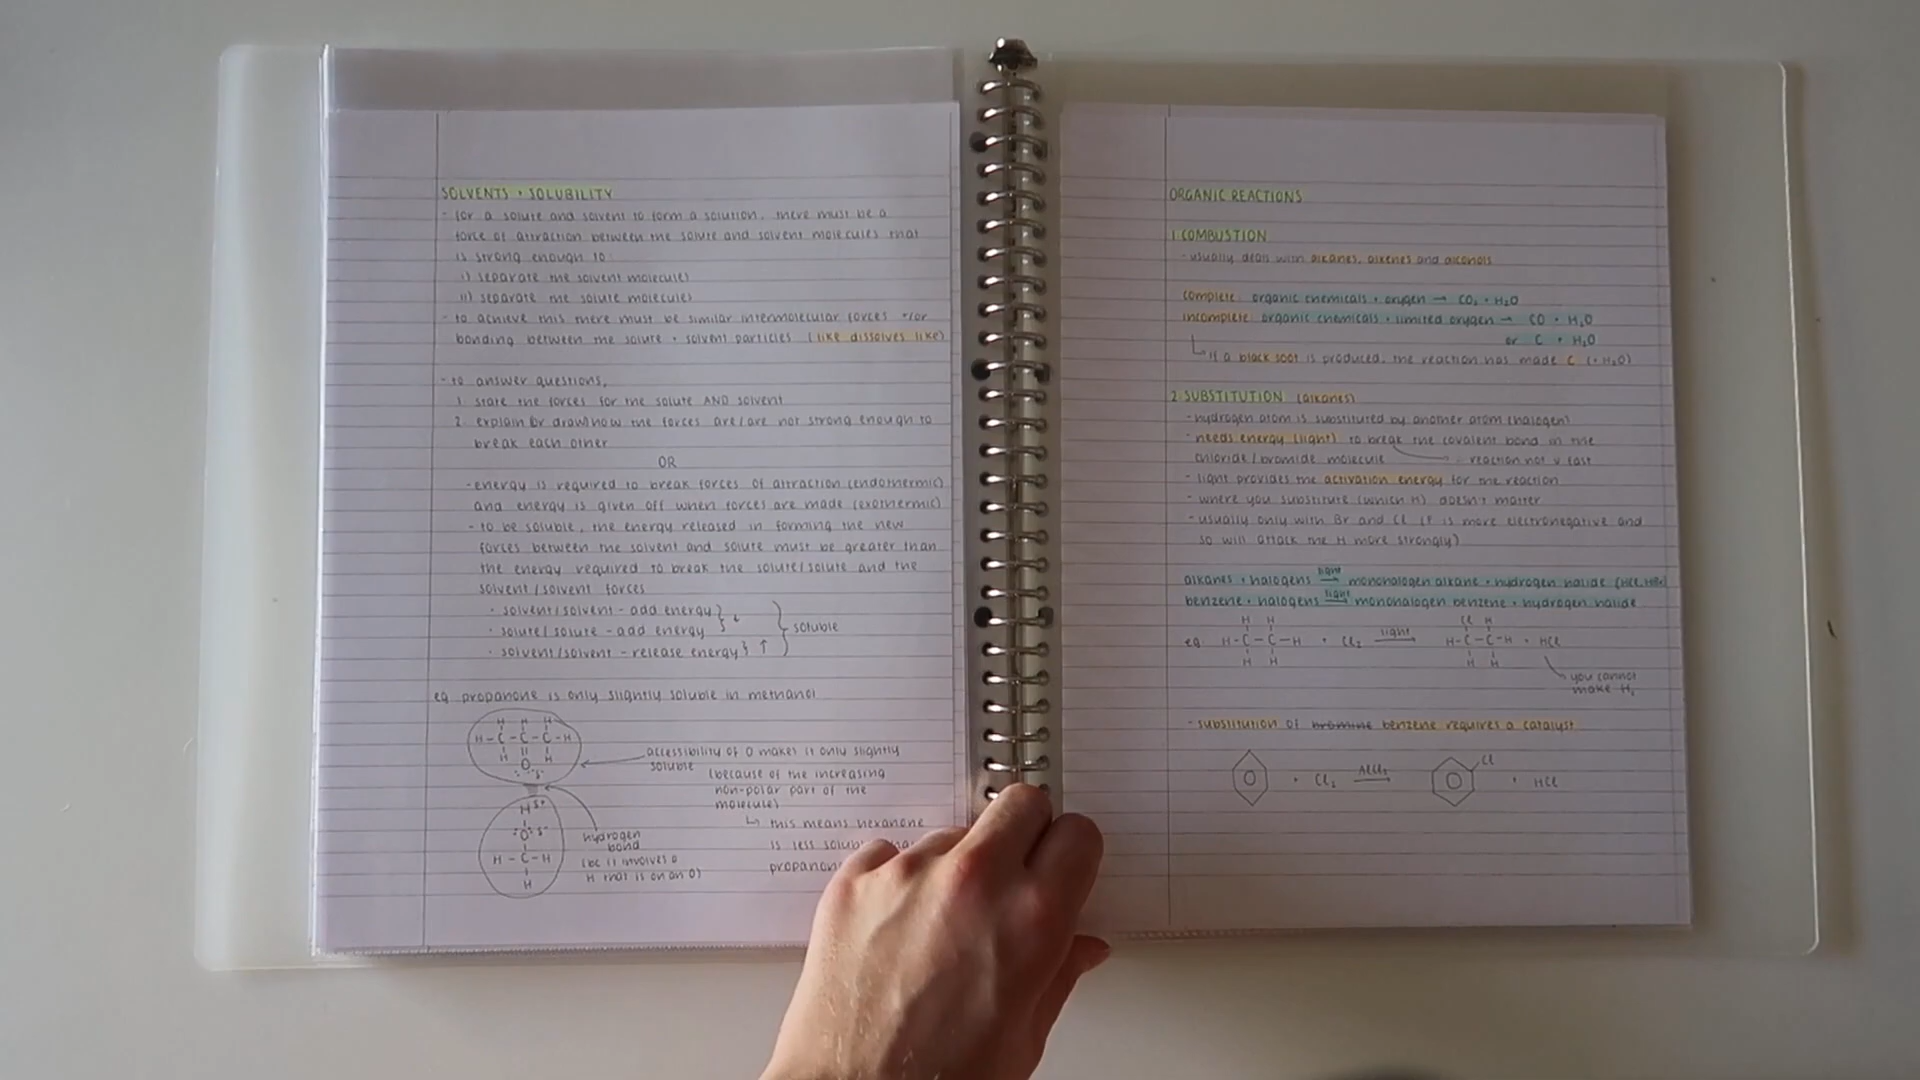 SOLVENTS + SOLUBILITY
- for a solute and solvent to form a solution, there must be a
force of attraction between the solute and solvent molecules that
is strong enough to
i) separate the solvent molecules
ii) separate the solute molecules
- to achieve this there must be similar intermolecular forces +/or
bonding between the solute + solvent particles (like dissolves like)
- to answer questions,
1. state the forces for the solute AND solvent
2. explain (or draw) how the forces are/are not strong enough to
break each other
OR
- energy is required to break forces of attraction (endothermic)
and energy is given off when forces are made (exothermic)
- to be soluble, the energy released in forming the new
forces between the solvent and solute must be greater than
the energy required to break the solute/solute and the
solvent/solvent forces
· solvent/solvent - add energy } ↓
· solute/solute - add energy
· solvent/solvent - release energy } ↑
} soluble
eg propanone is only slightly soluble in methanol
H H H
H-C-C-C-H
H H
O
accessibility of O makes it only slightly
soluble
(because of the increasing
non-polar part of the
molecule)
↳ this means hexanone
is less
H δ+
O δ-
H-C-H
H
hydrogen
bond
(bc it involves a
H that is on an O)
ORGANIC REACTIONS
1 COMBUSTION
- usually deals with alkanes, alkenes and alcohols
complete: organic chemicals + oxygen → CO₂ + H₂O
incomplete: organic chemicals + limited oxygen → CO + H₂O
or C + H₂O
↳ if a black soot is produced, the reaction has made C (+ H₂O)
2 SUBSTITUTION (alkanes)
- hydrogen atom is substituted by another atom (halogen)
- needs energy (light) to break the covalent bond in the
chloride/bromide molecule → reaction not v fast
- light provides the activation energy for the reaction
- where you substitute (which H) doesn't matter
- usually only with Br and Cl (F is more electronegative and
so will attack the H more strongly)
alkanes + halogens light→ monohalogen alkane + hydrogen halide (HCl, HBr)
benzene + halogens light→ monohalogen benzene + hydrogen halide
H H
eg. H-C-C-H + Cl₂ light→
H H
Cl H
H-C-C-H + HCl
H H
you cannot
make H₂
- substitution of bromine benzene requires a catalyst
+ Cl₂ → Cl + HCl